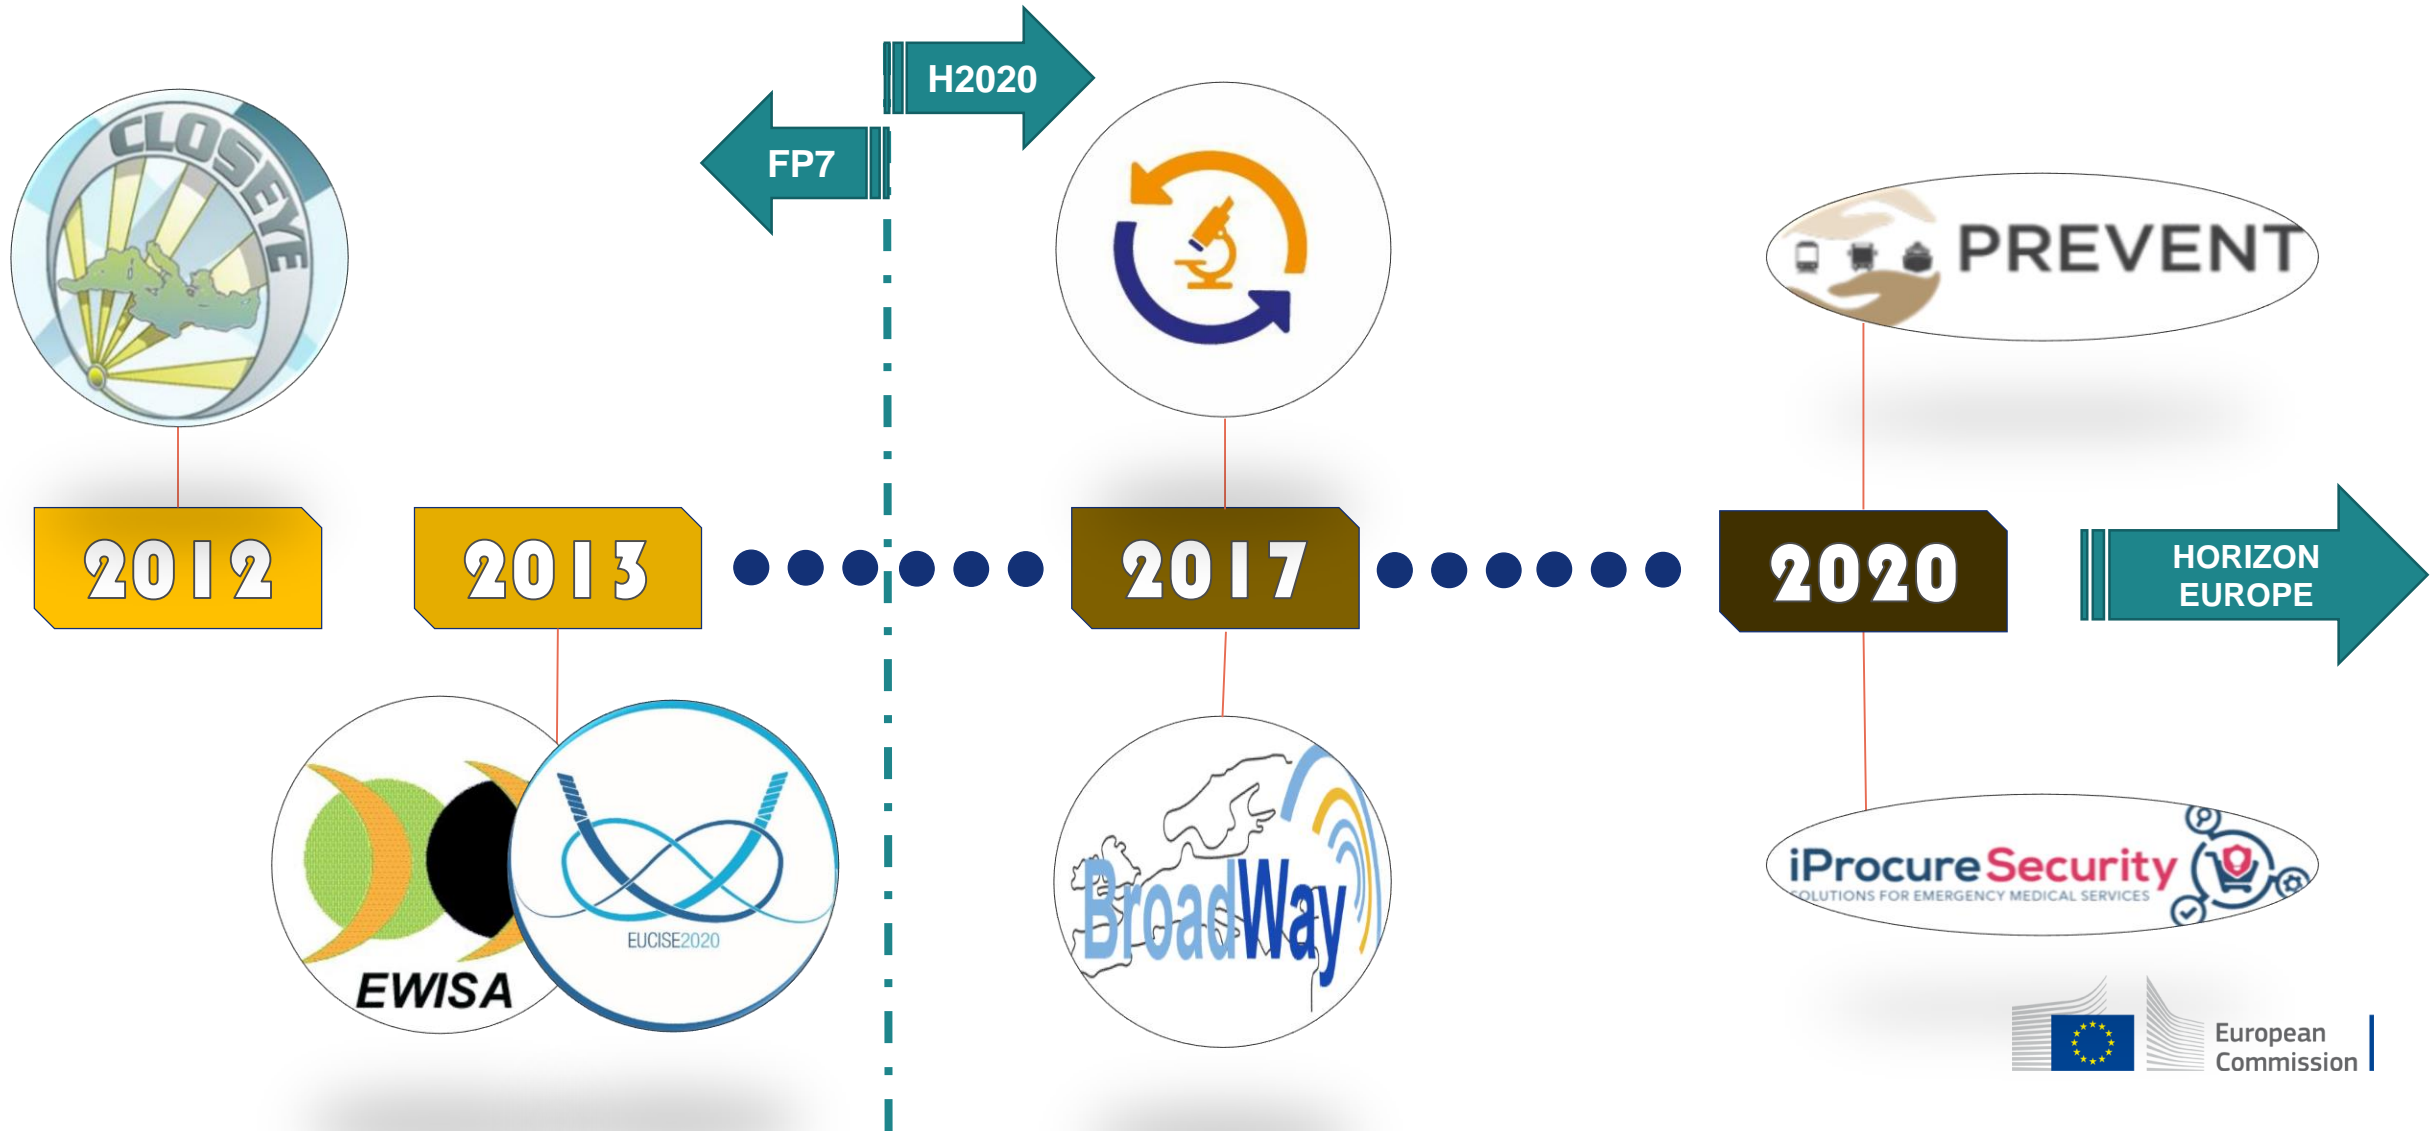 H2020
FP7
CLOSEYE
PREVENT
2012
2013
2017
2020
HORIZON
EUROPE
EWISA
EUCISE2020
BroadWay
iProcureSecurity
SOLUTIONS FOR EMERGENCY MEDICAL SERVICES
European
Commission